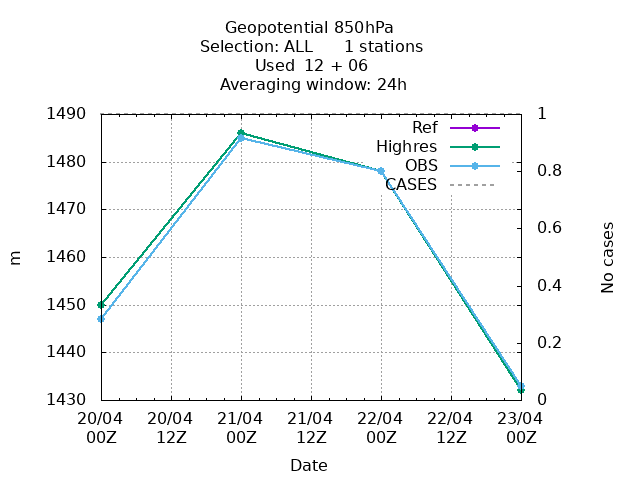 Geopotential 850hPa
Selection: ALL      1 stations
Used  12 + 06
Averaging window: 24h
1490
1480
1470
1460
1450
1440
1430
m
1
0.8
0.6
0.4
0.2
0
No cases
Ref
Highres
OBS
CASES
20/04 00Z
20/04 12Z
21/04 00Z
21/04 12Z
22/04 00Z
22/04 12Z
23/04 00Z
Date